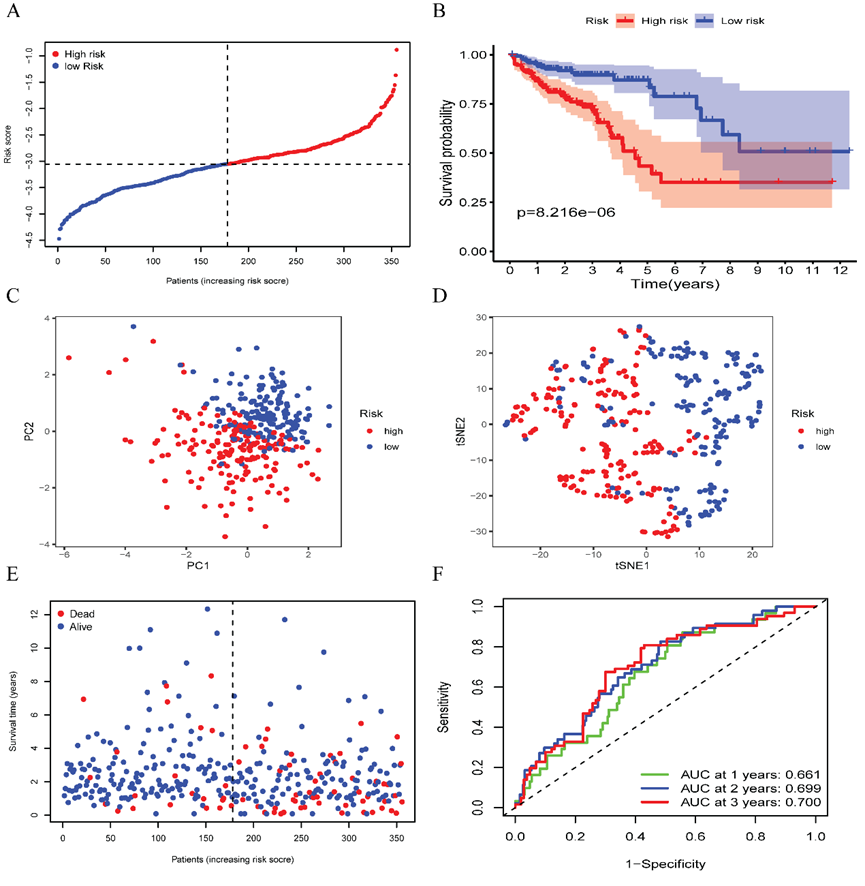 A
High risk
low Risk
Risk score
−1.0
−1.5
−2.0
−2.5
−3.0
−3.5
−4.0
−4.5
0 50 100 150 200 250 300 350
Patients (increasing risk socre)
B
Risk High risk Low risk
Survival probability
1.00
0.75
0.50
0.25
0.00
p=8.216e−06
0 1 2 3 4 5 6 7 8 9 10 11 12
Time(years)
C
PC2
4
2
0
−2
−4
−6 −4 −2 0 2
PC1
Risk
high
low
D
tSNE2
30
20
10
0
−10
−20
−30
−20 −10 0 10 20
tSNE1
Risk
high
low
E
Dead
Alive
Survival time (years)
12
10
8
6
4
2
0
0 50 100 150 200 250 300 350
Patients (increasing risk socre)
F
Sensitivity
1.0
0.8
0.6
0.4
0.2
0.0
AUC at 1 years: 0.661
AUC at 2 years: 0.699
AUC at 3 years: 0.700
0.0 0.2 0.4 0.6 0.8 1.0
1−Specificity